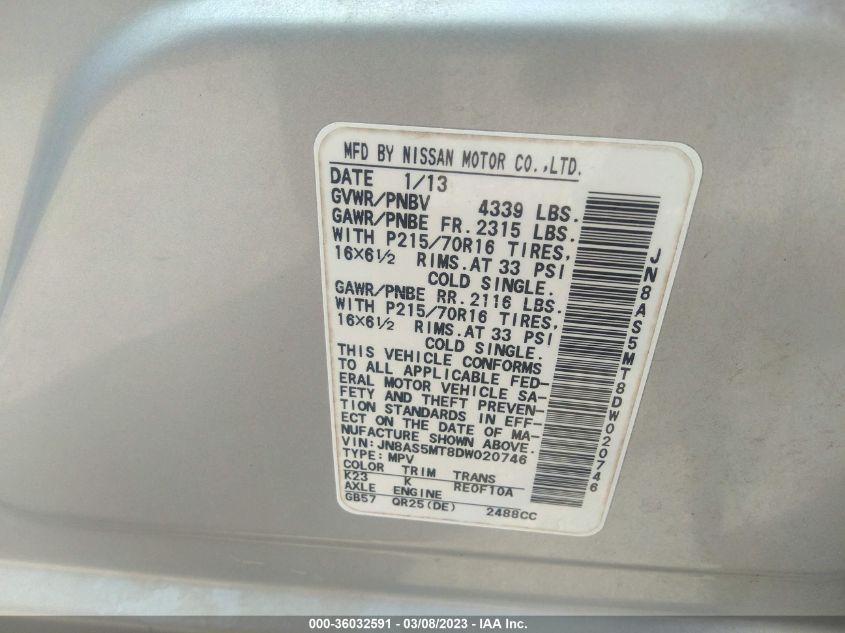 MFD BY NISSAN MOTOR CO.,LTD.
DATE 1/13
GVWR/PNBV 4339 LBS.
GAWR/PNBE FR. 2315 LBS.
WITH P215/70R16 TIRES,
16×6½ RIMS. AT 33 PSI
COLD SINGLE.
GAWR/PNBE RR. 2116 LBS.
WITH P215/70R16 TIRES,
16×6½ RIMS. AT 33 PSI
COLD SINGLE.
THIS VEHICLE CONFORMS
TO ALL APPLICABLE FED-
ERAL MOTOR VEHICLE SA-
FETY AND THEFT PREVEN-
TION STANDARDS IN EFF-
ECT ON THE DATE OF MA-
NUFACTURE SHOWN ABOVE.
VIN: JN8AS5MT8DW020746
TYPE: MPV
COLOR TRIM TRANS
K23 K RE0F10A
AXLE ENGINE
GB57 QR25(DE) 2488CC
JN8AS5MT8DW020746
000-36032591 - 03/08/2023 - IAA Inc.